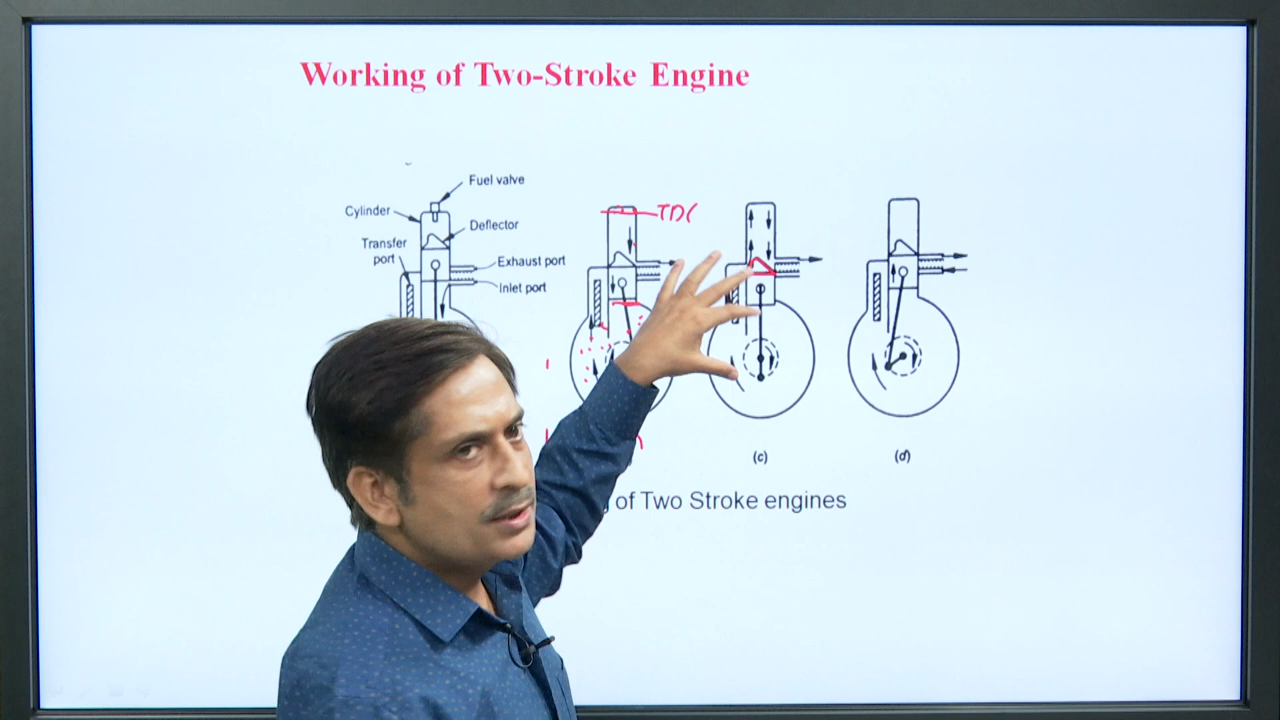 Working of Two-Stroke Engine
Fuel valve
Cylinder
Deflector
Transfer
port
Exhaust port
Inlet port
TDC
(c)
(d)
of Two Stroke engines